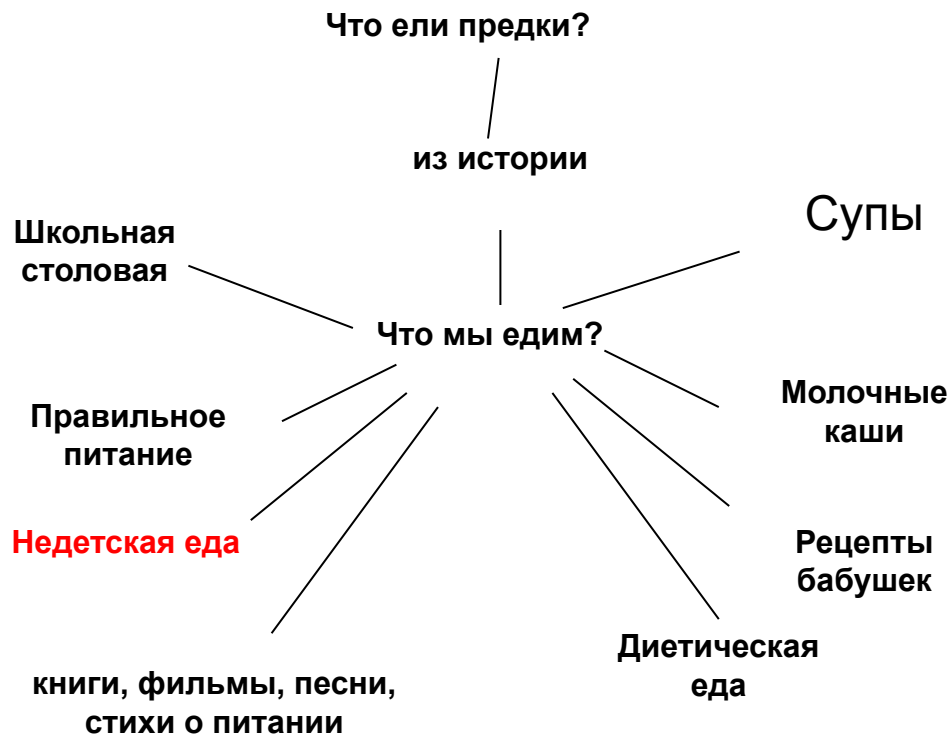 Что ели предки?
из истории
Супы
Школьная
столовая
Что мы едим?
Молочные
каши
Правильное
питание
Недетская еда
Рецепты
бабушек
Диетическая
еда
книги, фильмы, песни,
стихи о питании